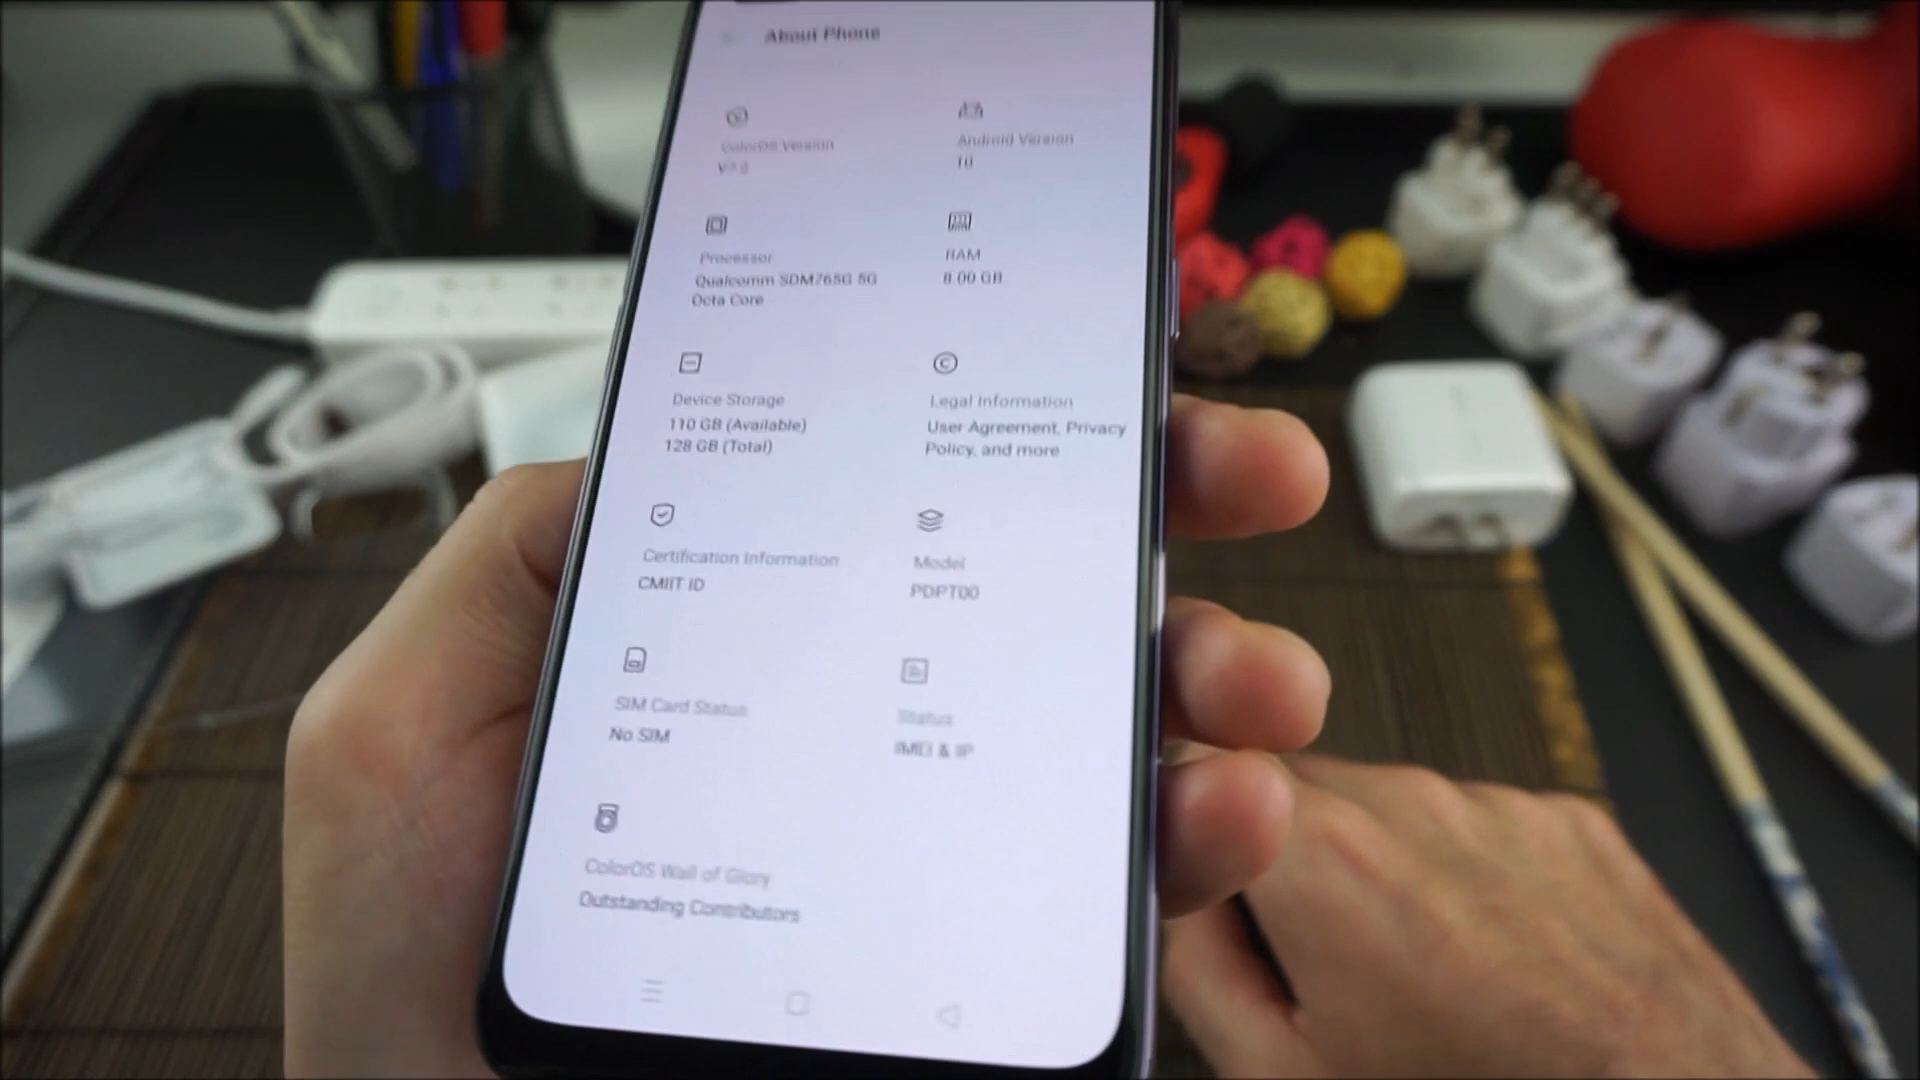 About Phone
ColorOS Version
V7.2
Android Version
10
Processor
Qualcomm SDM765G 5G
Octa Core
RAM
8.00 GB
Device Storage
110 GB (Available)
128 GB (Total)
Legal Information
User Agreement, Privacy
Policy, and more
Certification Information
CMIIT ID
Model
PDPT00
SIM Card Status
No SIM
Status
IMEI & IP
ColorOS Wall of Glory
Outstanding Contributors